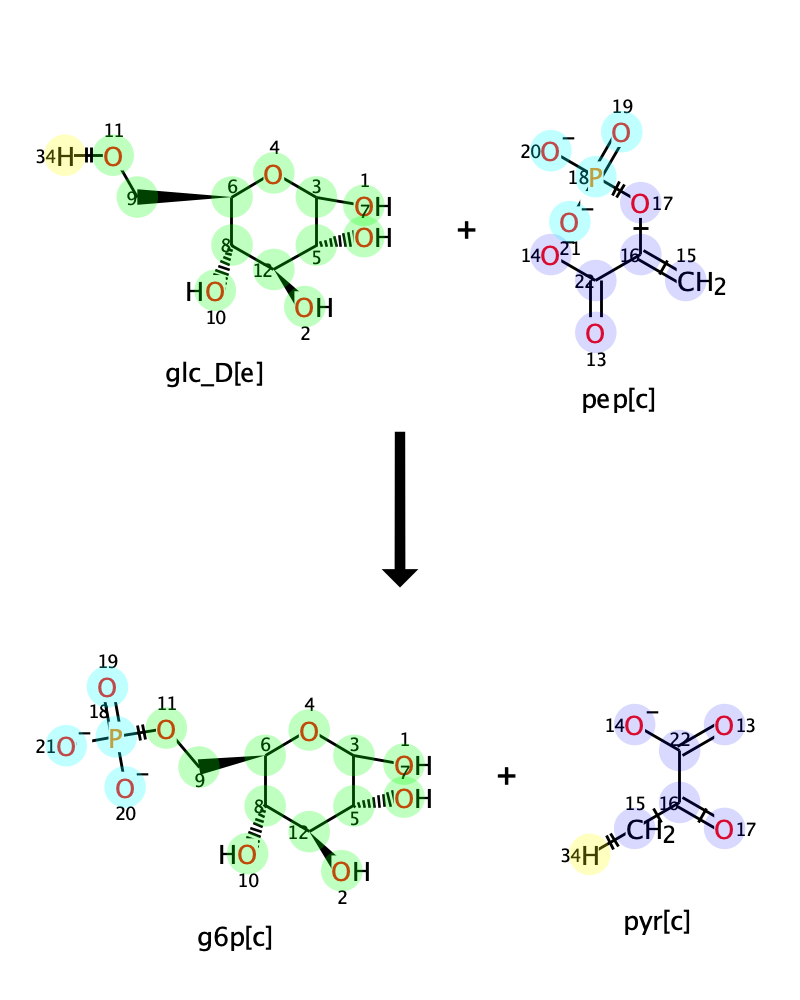 11
34H O 4
O 6 3 1
9 OH
7
OH
8 5
12
HO OH
10 2
glc_D[e]
+
19
O
20O −
18P
O 17
O −
21
14O 16 15
22 CH2
O
13
pep[c]
19
O
18 11
21O − P O
O −
20
4
O 6 3 1
9 OH
7
OH
8 5
12
HO OH
10 2
g6p[c]
+
14O − O13
22
15 16
CH2 O17
34H
pyr[c]